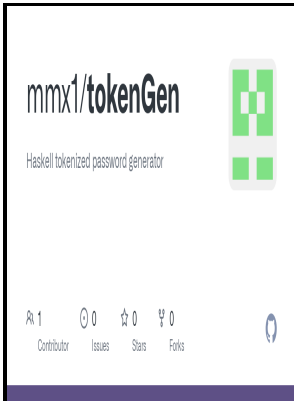 mmx1/tokenGen
Haskell tokenized password generator
1 0 0 0
Contributor Issues Stars Forks